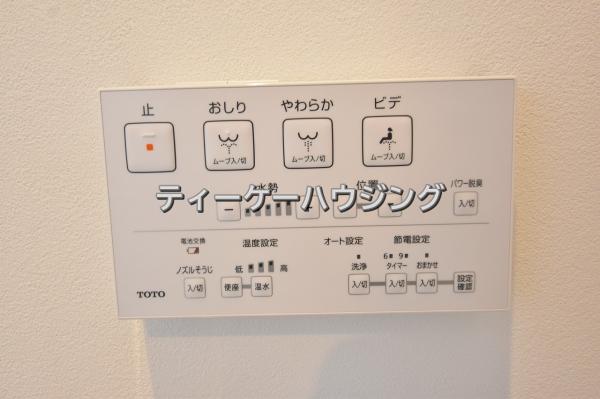 止 おしり やわらか ビデ
ムーブ入/切 ムーブ入/切 ムーブ入/切
水勢 位置 パワー脱臭
− + 入/切
ティーケーハウジング
電池交換 温度設定 オート設定 節電設定
ノズルそうじ 低 高 洗浄 6 9 タイマー おまかせ
TOTO 入/切 便座 温水 入/切 入/切 入/切 設定確認